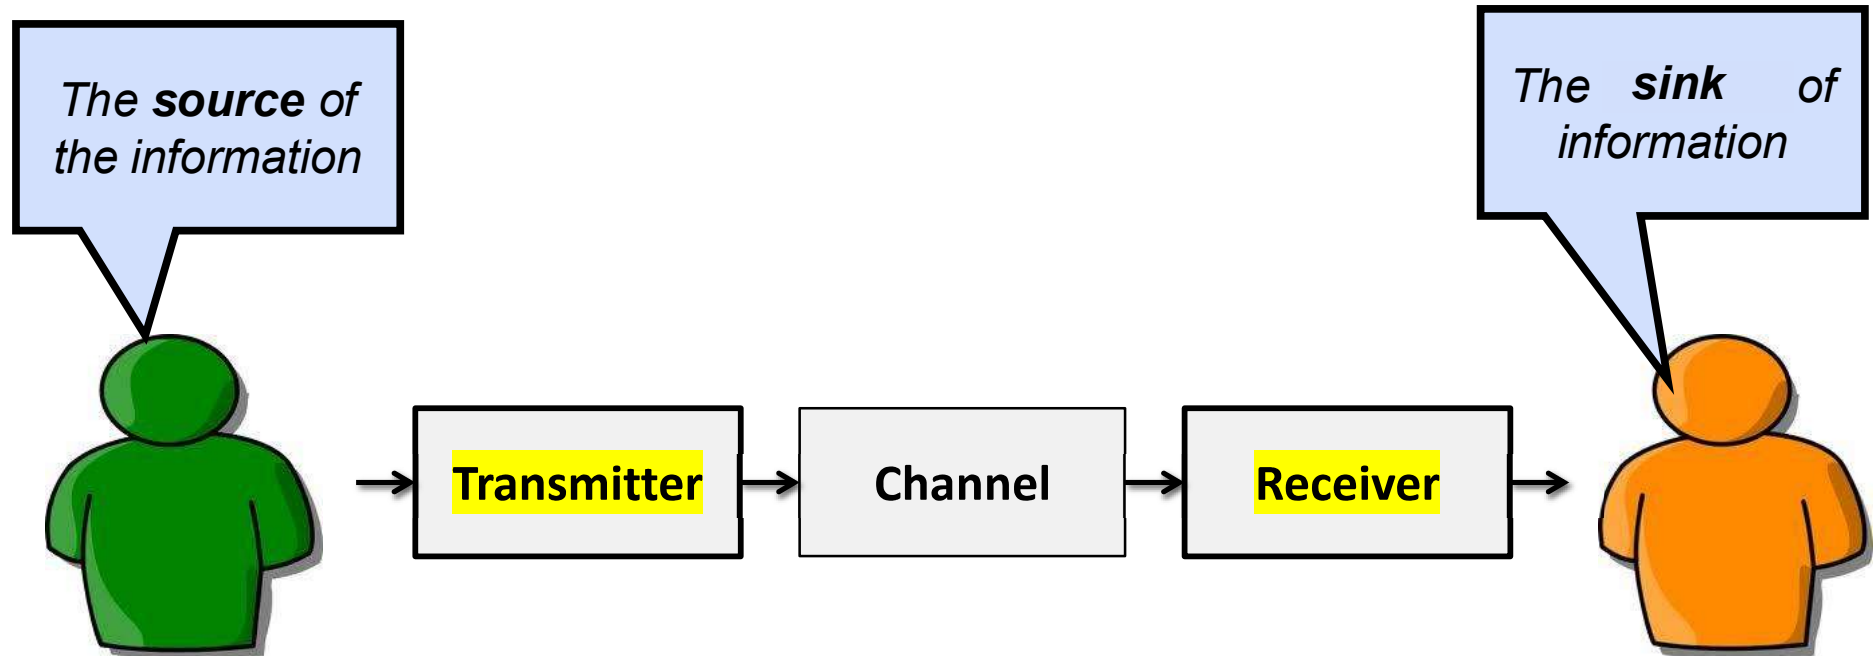 The source of
the information
The sink of
information
Transmitter
Channel
Receiver